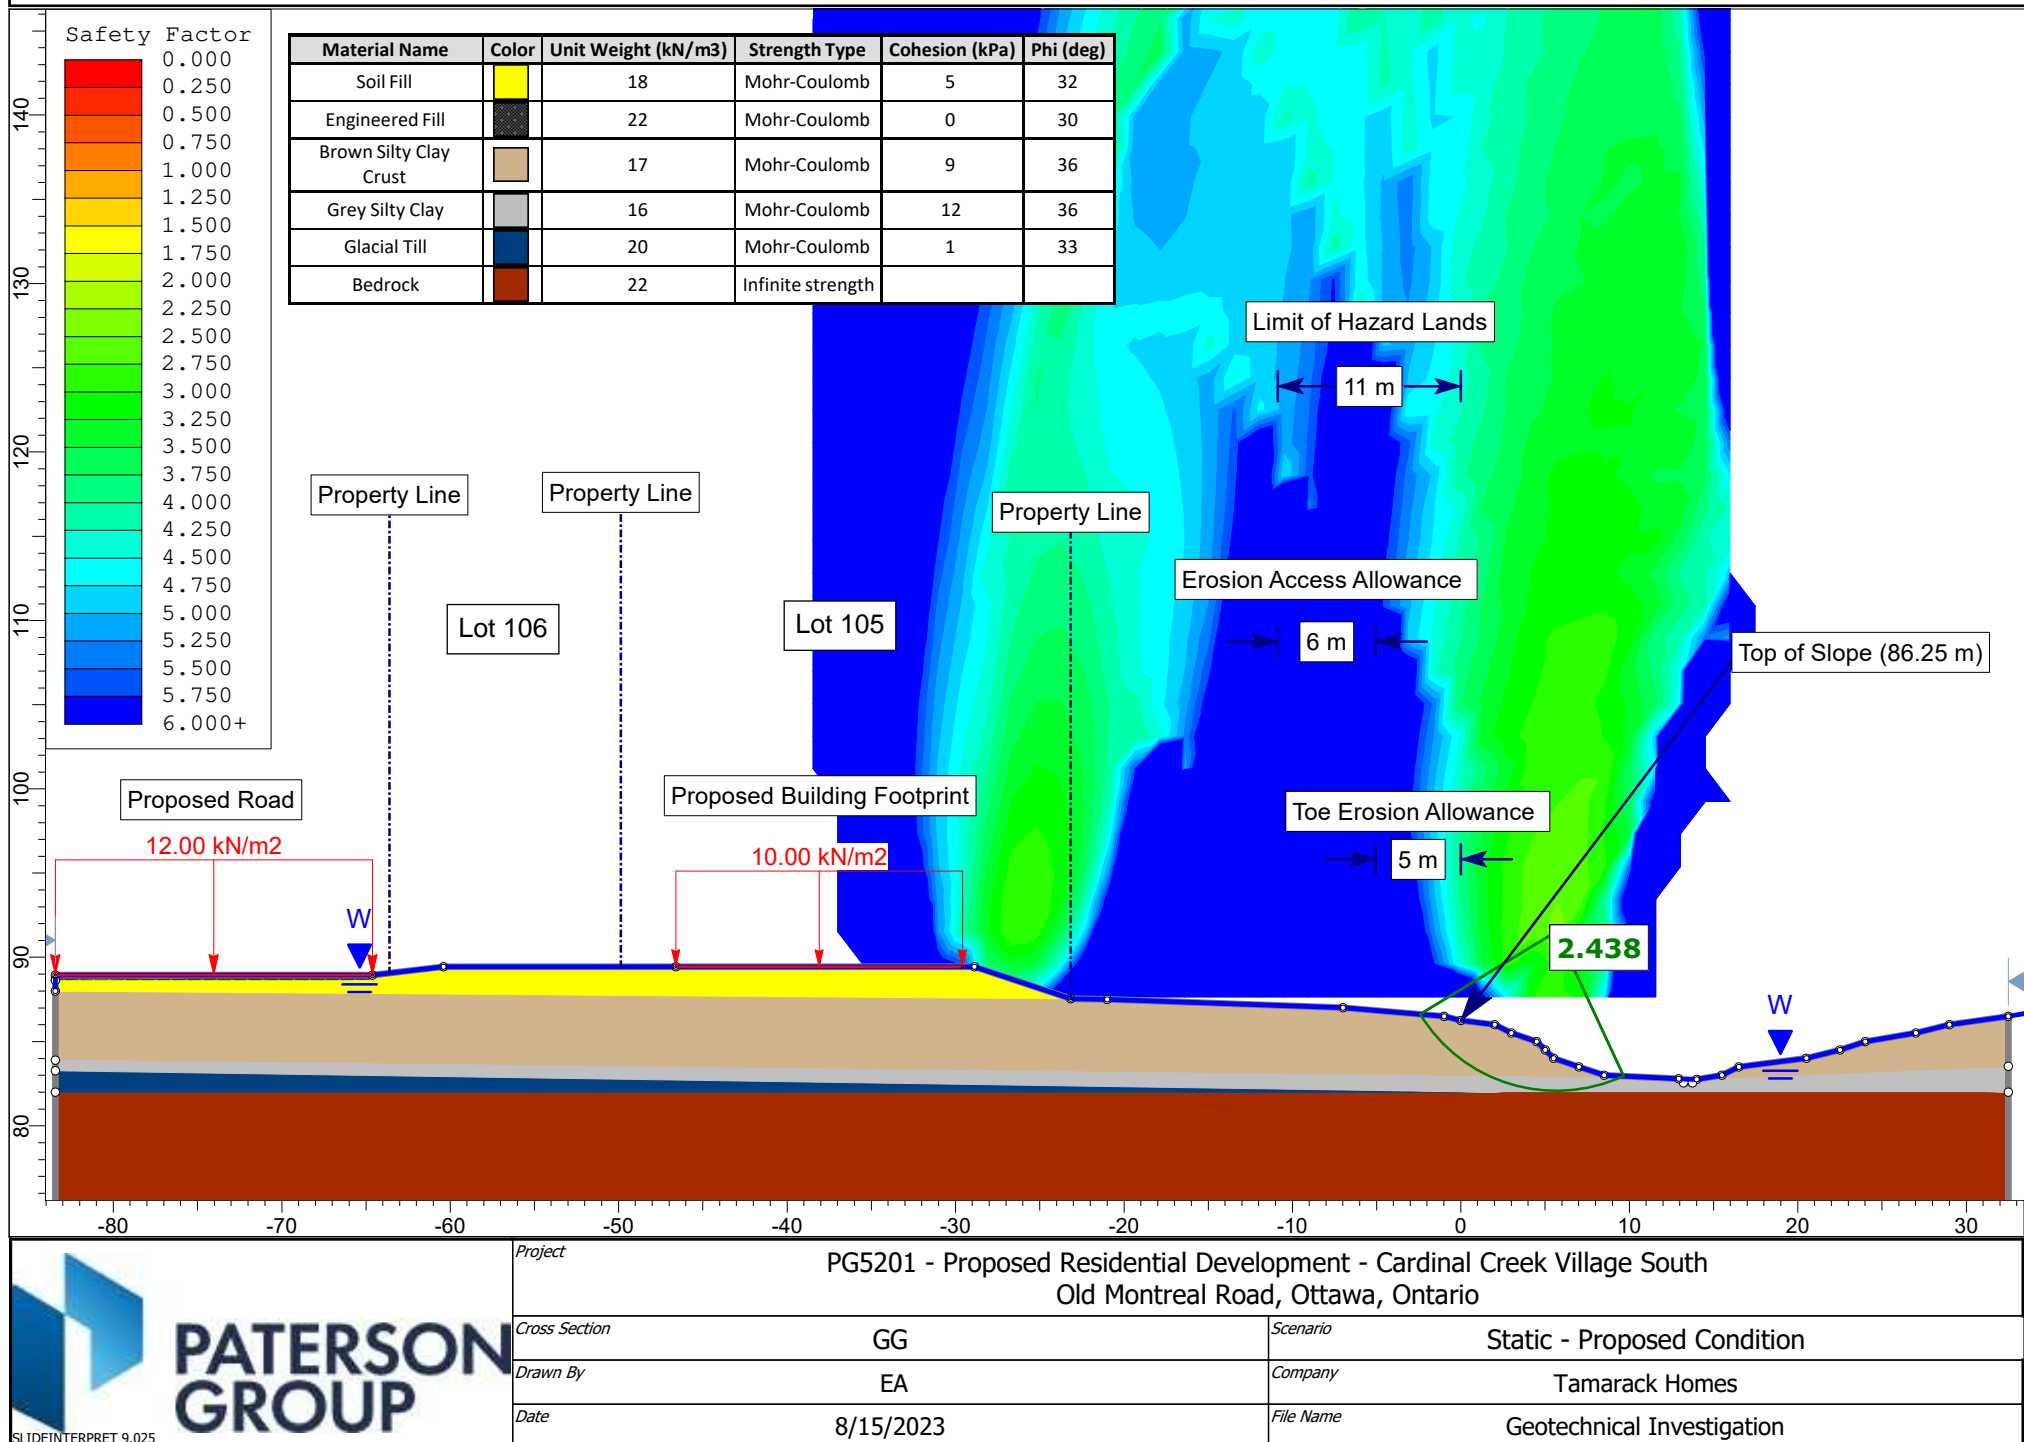 Safety Factor
0.000
0.250
0.500
0.750
1.000
1.250
1.500
1.750
2.000
2.250
2.500
2.750
3.000
3.250
3.500
3.750
4.000
4.250
4.500
4.750
5.000
5.250
5.500
5.750
6.000+
Material Name Color Unit Weight (kN/m3) Strength Type Cohesion (kPa) Phi (deg)
Soil Fill 18 Mohr-Coulomb 5 32
Engineered Fill 22 Mohr-Coulomb 0 30
Brown Silty Clay
Crust 17 Mohr-Coulomb 9 36
Grey Silty Clay 16 Mohr-Coulomb 12 36
Glacial Till 20 Mohr-Coulomb 1 33
Bedrock 22 Infinite strength
140
130
120
110
100
90
80
Limit of Hazard Lands
11 m
Property Line
Property Line
Property Line
Erosion Access Allowance
6 m
Lot 106
Lot 105
Top of Slope (86.25 m)
Proposed Road
12.00 kN/m2
Proposed Building Footprint
10.00 kN/m2
Toe Erosion Allowance
5 m
W
2.438
W
-80 -70 -60 -50 -40 -30 -20 -10 0 10 20 30
PATERSON
GROUP
SLIDEINTERPRET 9.025
Project
PG5201 - Proposed Residential Development - Cardinal Creek Village South
Old Montreal Road, Ottawa, Ontario
Cross Section GG
Scenario Static - Proposed Condition
Drawn By EA
Company Tamarack Homes
Date 8/15/2023
File Name Geotechnical Investigation